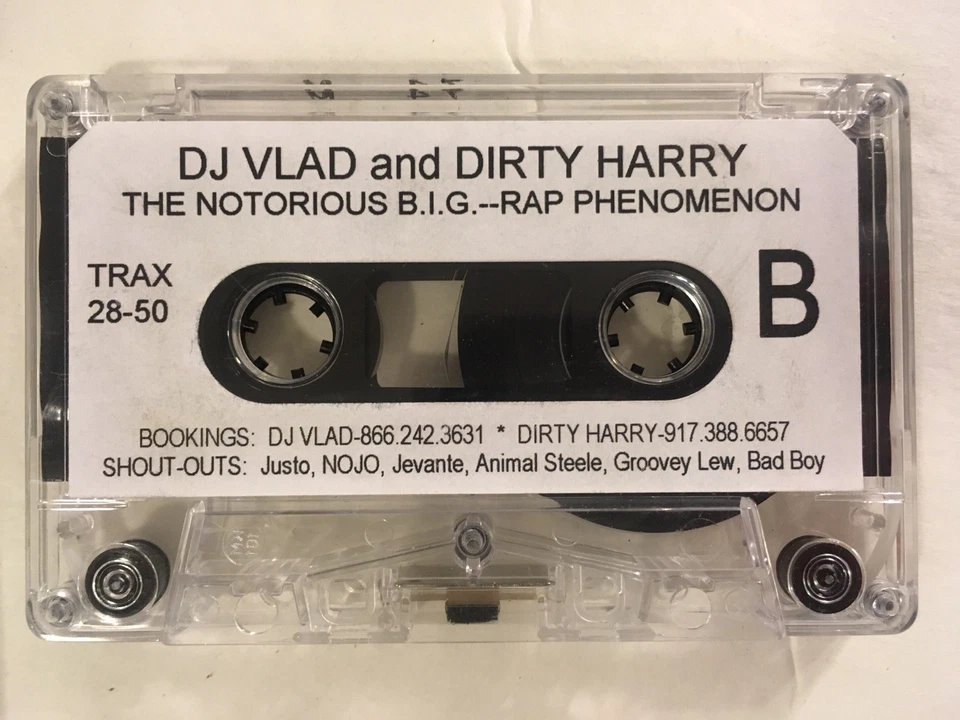 DJ VLAD and DIRTY HARRY
THE NOTORIOUS B.I.G.--RAP PHENOMENON
TRAX
28-50
B
BOOKINGS: DJ VLAD-866.242.3631 * DIRTY HARRY-917.388.6657
SHOUT-OUTS: Justo, NOJO, Jevante, Animal Steele, Groovey Lew, Bad Boy